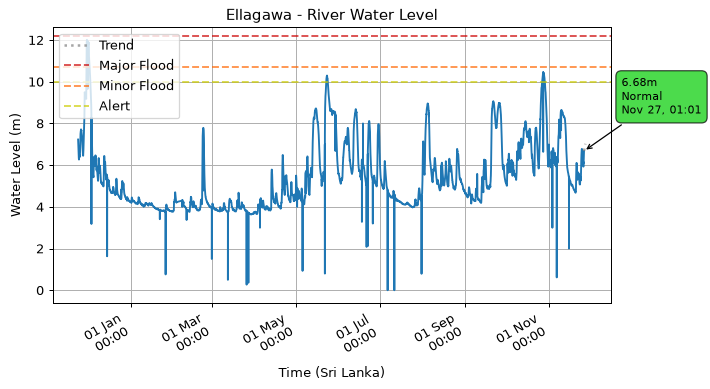 Ellagawa - River Water Level
Water Level (m)
12
10
8
6
4
2
0
Trend
Major Flood
Minor Flood
Alert
6.68m
Normal
Nov 27, 01:01
01 Jan
00:00
01 Mar
00:00
01 May
00:00
01 Jul
00:00
01 Sep
00:00
01 Nov
00:00
Time (Sri Lanka)